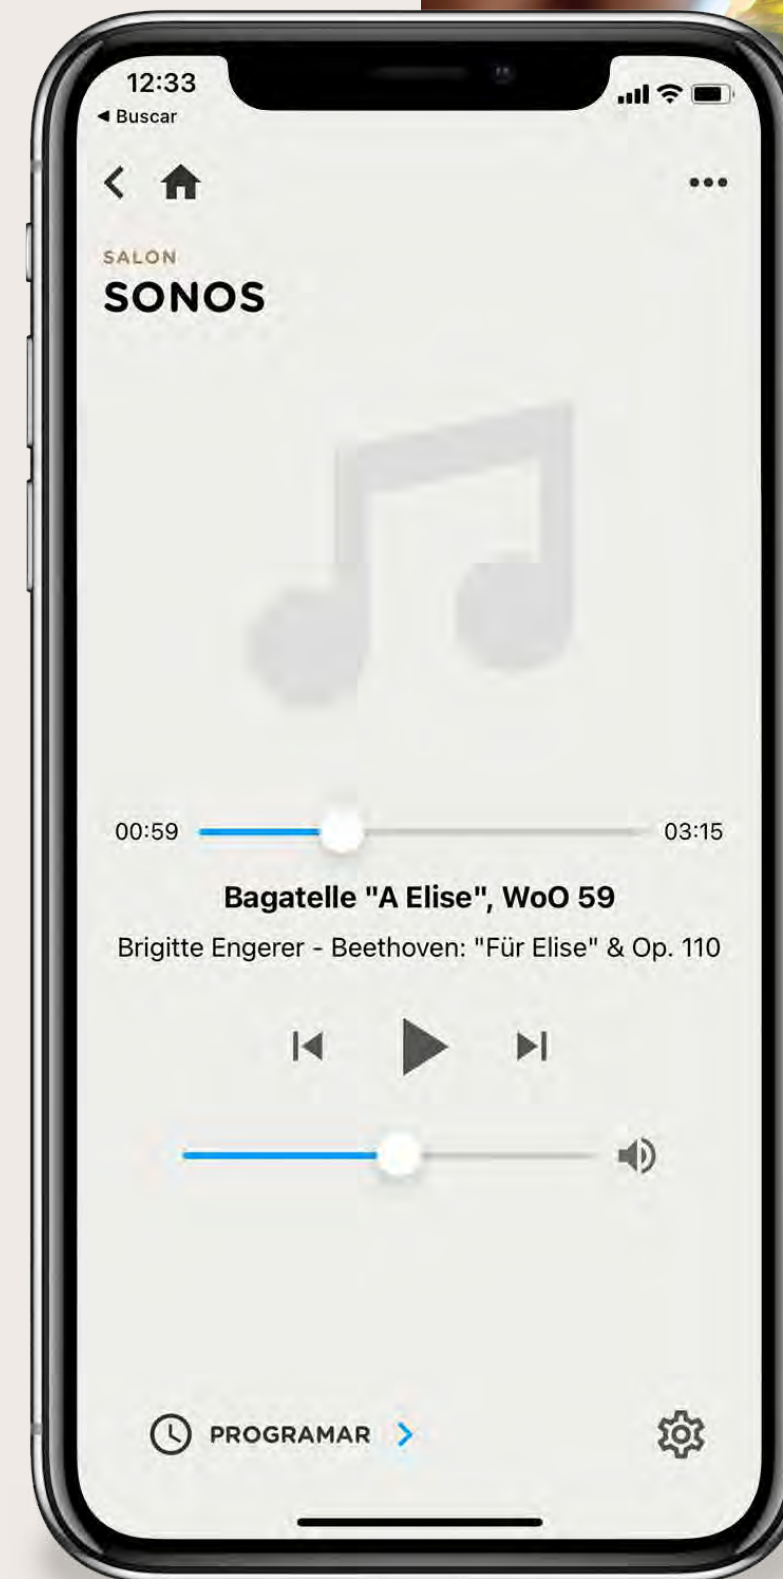 12:33
◀ Buscar
SALON
SONOS
00:59
03:15
Bagatelle "A Elise", WoO 59
Brigitte Engerer - Beethoven: "Für Elise" & Op. 110
PROGRAMAR